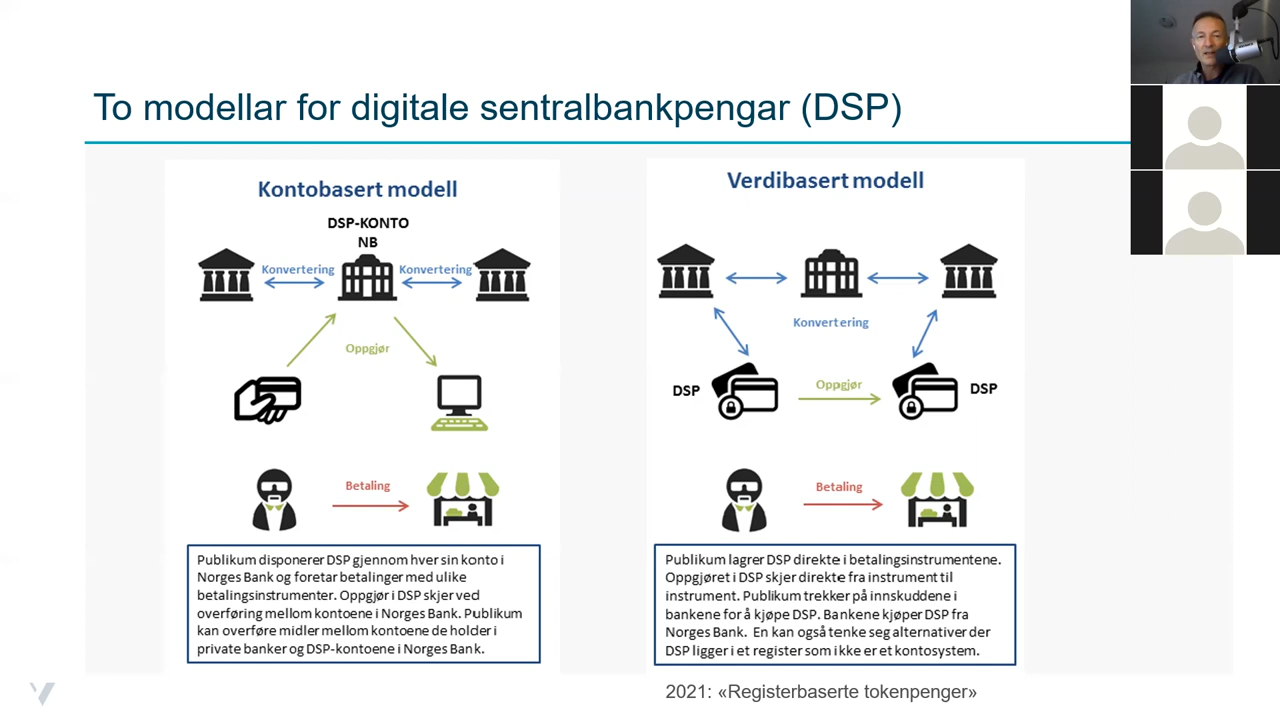 To modellar for digitale sentralbankpengar (DSP)
Kontobasert modell
DSP-KONTO
NB
Konvertering
Konvertering
Oppgjør
Betaling
Publikum disponerer DSP gjennom hver sin konto i
Norges Bank og foretar betalinger med ulike
betalingsinstrumenter. Oppgjør i DSP skjer ved
overføring mellom kontoene i Norges Bank. Publikum
kan overføre midler mellom kontoene de holder i
private banker og DSP-kontoene i Norges Bank.
Verdibasert modell
Konvertering
DSP
Oppgjør
DSP
Betaling
Publikum lagrer DSP direkte i betalingsinstrumentene.
Oppgjøret i DSP skjer direkte fra instrument til
instrument. Publikum trekker på innskuddene i
bankene for å kjøpe DSP. Bankene kjøper DSP fra
Norges Bank. En kan også tenke seg alternativer der
DSP ligger i et register som ikke er et kontosystem.
2021: «Registerbaserte tokenpenger»